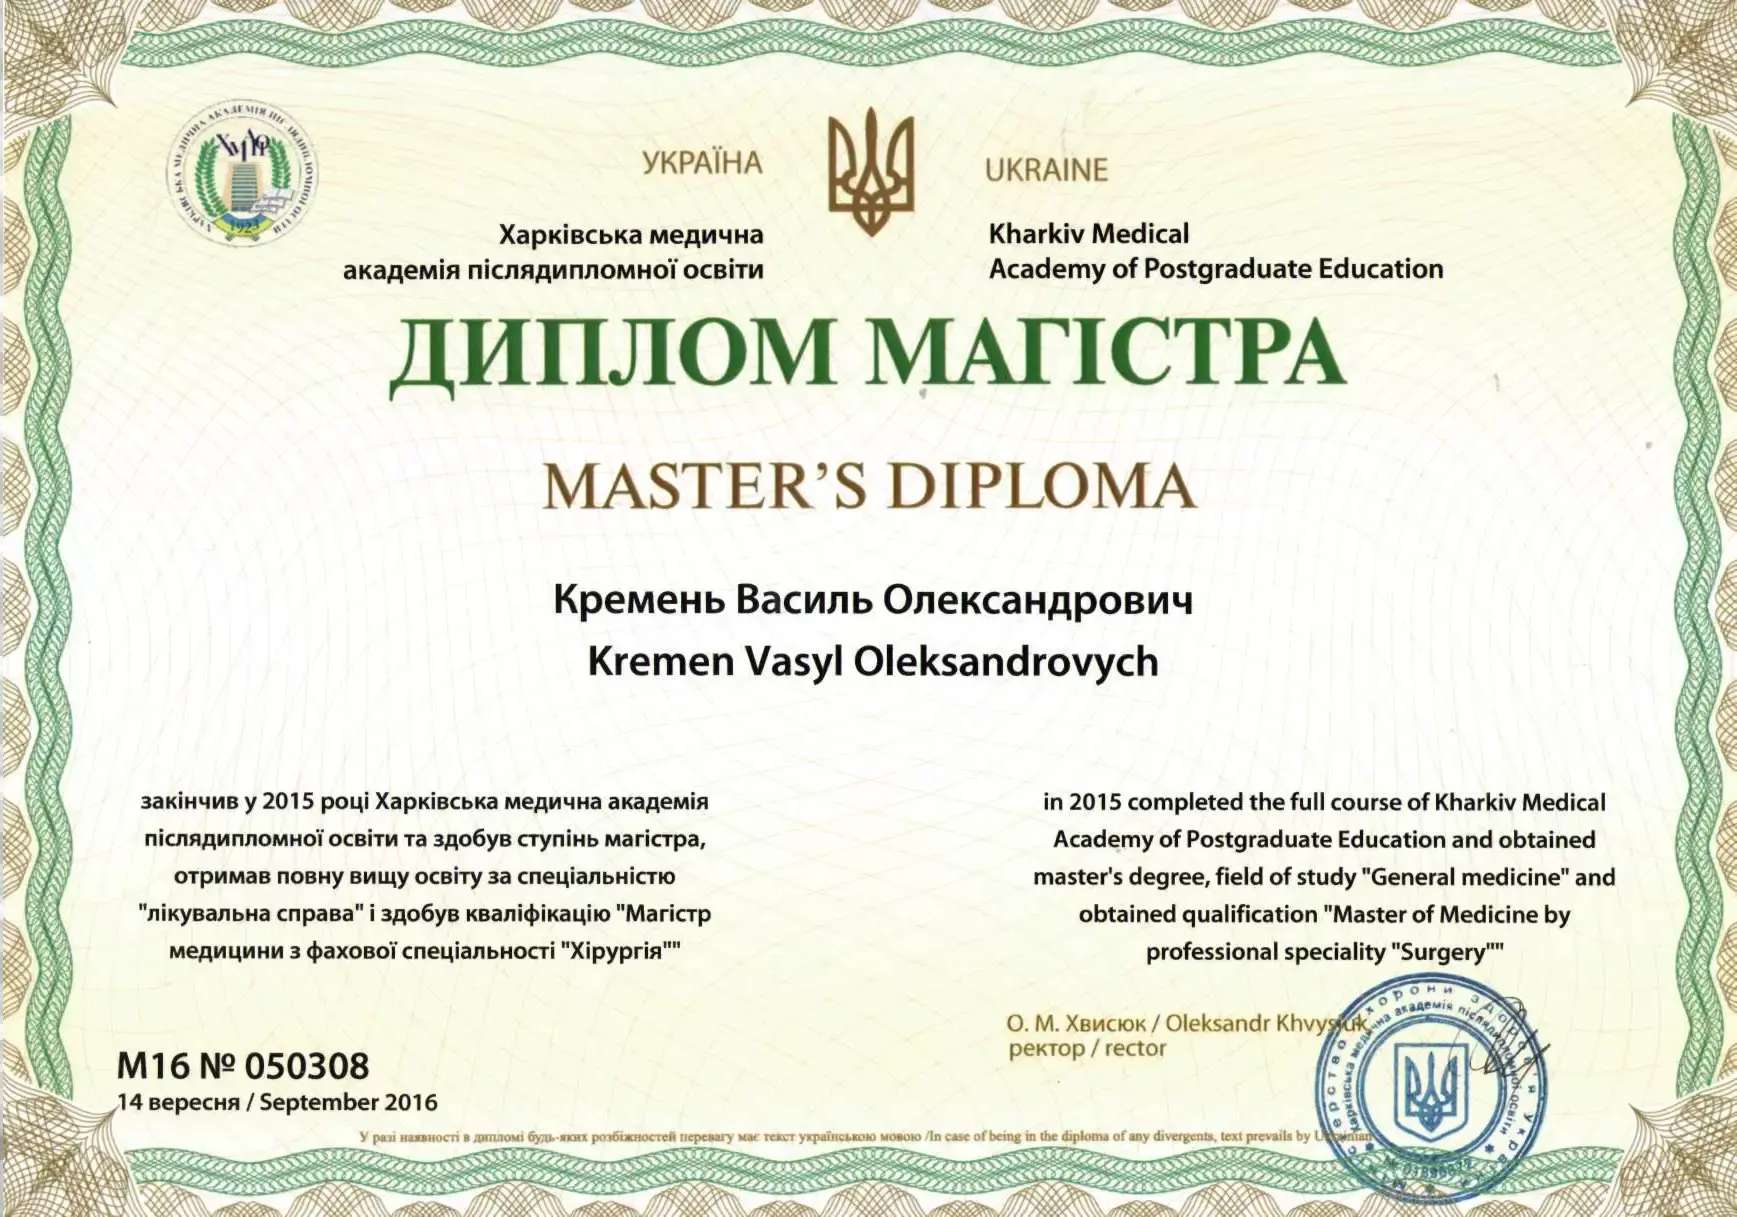 ХАРКІВСЬКА МЕДИЧНА АКАДЕМІЯ ПІСЛЯДИПЛОМНОЇ ОСВІТИ
ХМАПО
1923
УКРАЇНА
UKRAINE
Харківська медична
академія післядипломної освіти
Kharkiv Medical
Academy of Postgraduate Education
ДИПЛОМ МАГІСТРА
MASTER'S DIPLOMA
Кремень Василь Олександрович
Kremen Vasyl Oleksandrovych
закінчив у 2015 році Харківська медична академія
післядипломної освіти та здобув ступінь магістра,
отримав повну вищу освіту за спеціальністю
"лікувальна справа" і здобув кваліфікацію "Магістр
медицини з фахової спеціальності "Хірургія""
in 2015 completed the full course of Kharkiv Medical
Academy of Postgraduate Education and obtained
master's degree, field of study "General medicine" and
obtained qualification "Master of Medicine by
professional speciality "Surgery""
О. М. Хвисюк / Oleksandr Khvysiuk
ректор / rector
М16 № 050308
14 вересня / September 2016
У разі наявності в дипломі будь-яких розбіжностей перевагу має текст українською мовою /In case of being in the diploma of any divergents, text prevails by Ukrainian
Харківська медична академія післядипломної освіти